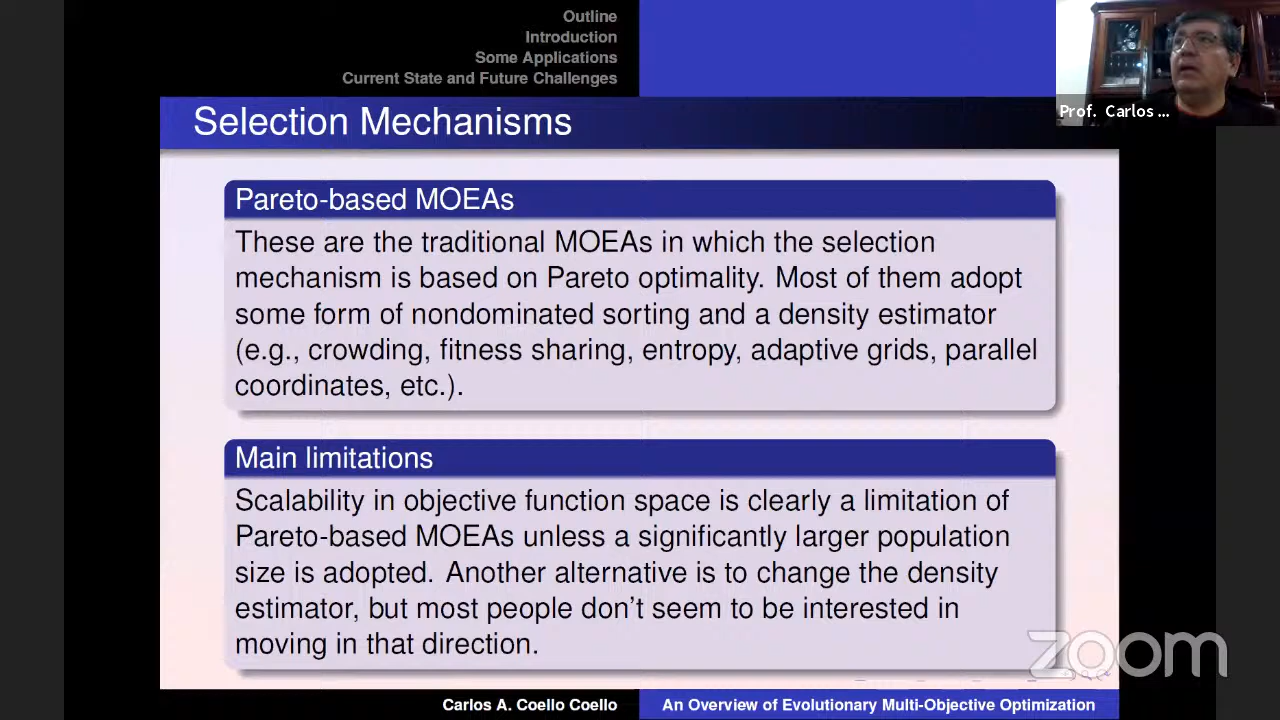 Outline
Introduction
Some Applications
Current State and Future Challenges
Prof. Carlos ...
Selection Mechanisms
Pareto-based MOEAs
These are the traditional MOEAs in which the selection
mechanism is based on Pareto optimality. Most of them adopt
some form of nondominated sorting and a density estimator
(e.g., crowding, fitness sharing, entropy, adaptive grids, parallel
coordinates, etc.).
Main limitations
Scalability in objective function space is clearly a limitation of
Pareto-based MOEAs unless a significantly larger population
size is adopted. Another alternative is to change the density
estimator, but most people don't seem to be interested in
moving in that direction.
zoom
Carlos A. Coello Coello
An Overview of Evolutionary Multi-Objective Optimization